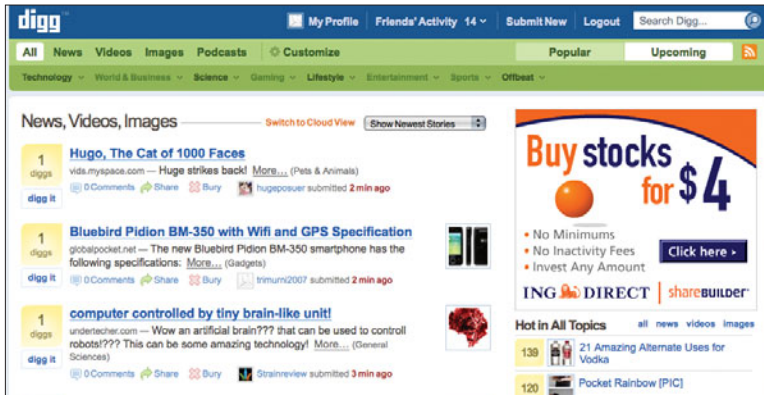 digg™
My Profile Friends' Activity 14 Submit New Logout Search Digg...
All News Videos Images Podcasts Customize Popular Upcoming
Technology World & Business Science Gaming Lifestyle Entertainment Sports Offbeat
News, Videos, Images Switch to Cloud View Show Newest Stories
1
diggs
digg it
Hugo, The Cat of 1000 Faces
vids.myspace.com — Huge strikes back! More... (Pets & Animals)
0 Comments Share Bury hugeposuer submitted 2 min ago
1
diggs
digg it
Bluebird Pidion BM-350 with Wifi and GPS Specification
globalpocket.net — The new Bluebird Pidion BM-350 smartphone has the
following specifications: More... (Gadgets)
0 Comments Share Bury trimurni2007 submitted 2 min ago
1
diggs
digg it
computer controlled by tiny brain-like unit!
undertecher.com — Wow an artificial brain??? that can be used to controll
robots!??? This can be some amazing technology! More... (General
Sciences)
0 Comments Share Bury Strainreview submitted 3 min ago
Buy stocks
for $4
• No Minimums
• No Inactivity Fees
• Invest Any Amount
Click here ›
ING DIRECT | shareBUILDER
Hot in All Topics all news videos images
139 21 Amazing Alternate Uses for
Vodka
120 Pocket Rainbow [PIC]